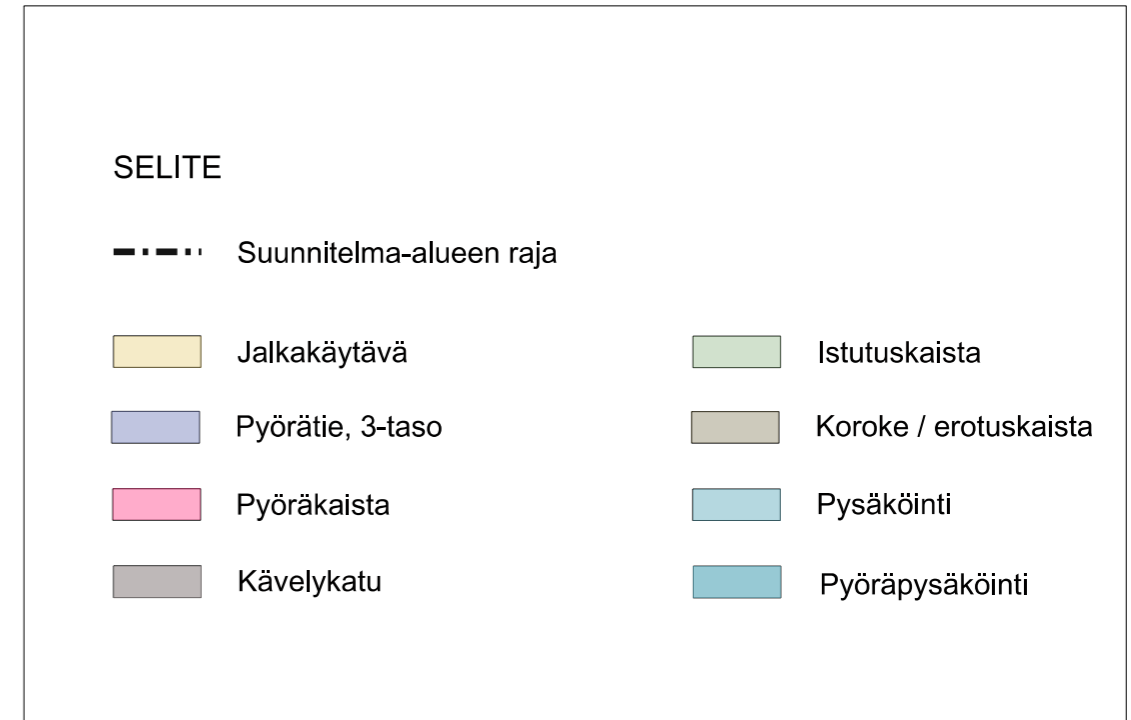 SELITE
Suunnitelma-alueen raja
Jalkakäytävä
Pyörätie, 3-taso
Pyöräkaista
Kävelykatu
Istutuskaista
Koroke / erotuskaista
Pysäköinti
Pyöräpysäköinti